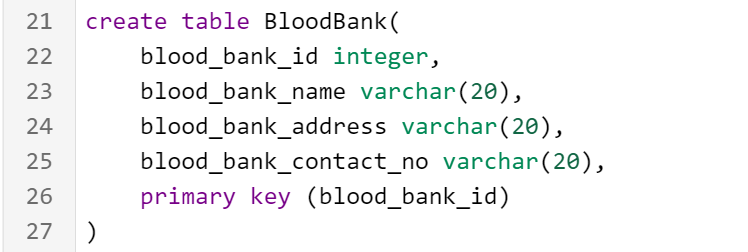 21 create table BloodBank(
22     blood_bank_id integer,
23     blood_bank_name varchar(20),
24     blood_bank_address varchar(20),
25     blood_bank_contact_no varchar(20),
26     primary key (blood_bank_id)
27 )